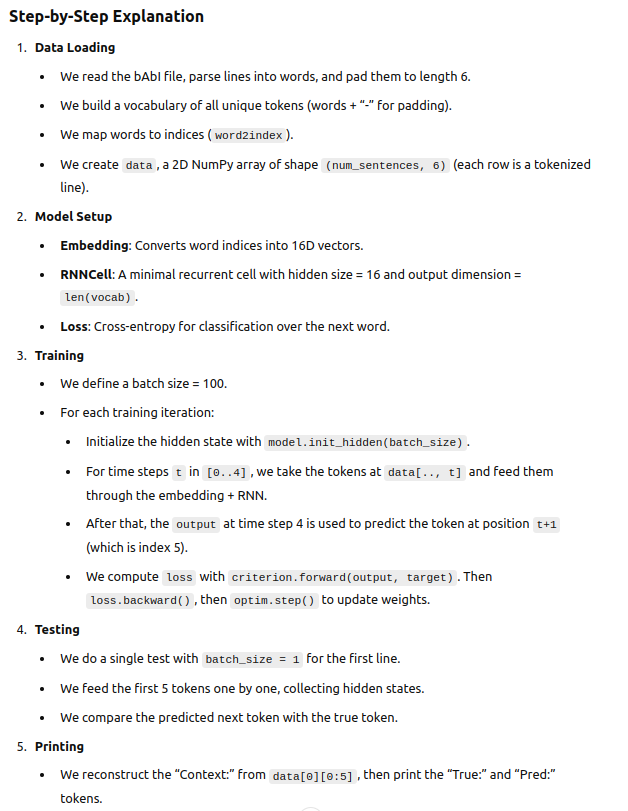 Step-by-Step Explanation
1. Data Loading
• We read the bAbI file, parse lines into words, and pad them to length 6.
• We build a vocabulary of all unique tokens (words + “-” for padding).
• We map words to indices ( word2index ).
• We create data , a 2D NumPy array of shape (num_sentences, 6) (each row is a tokenized
line).
2. Model Setup
• Embedding: Converts word indices into 16D vectors.
• RNNCell: A minimal recurrent cell with hidden size = 16 and output dimension =
len(vocab) .
• Loss: Cross-entropy for classification over the next word.
3. Training
• We define a batch size = 100.
• For each training iteration:
• Initialize the hidden state with model.init_hidden(batch_size) .
• For time steps t in [0..4] , we take the tokens at data[.., t] and feed them
through the embedding + RNN.
• After that, the output at time step 4 is used to predict the token at position t+1
(which is index 5).
• We compute loss with criterion.forward(output, target) . Then
loss.backward() , then optim.step() to update weights.
4. Testing
• We do a single test with batch_size = 1 for the first line.
• We feed the first 5 tokens one by one, collecting hidden states.
• We compare the predicted next token with the true token.
5. Printing
• We reconstruct the “Context:” from data[0][0:5] , then print the “True:” and “Pred:”
tokens.